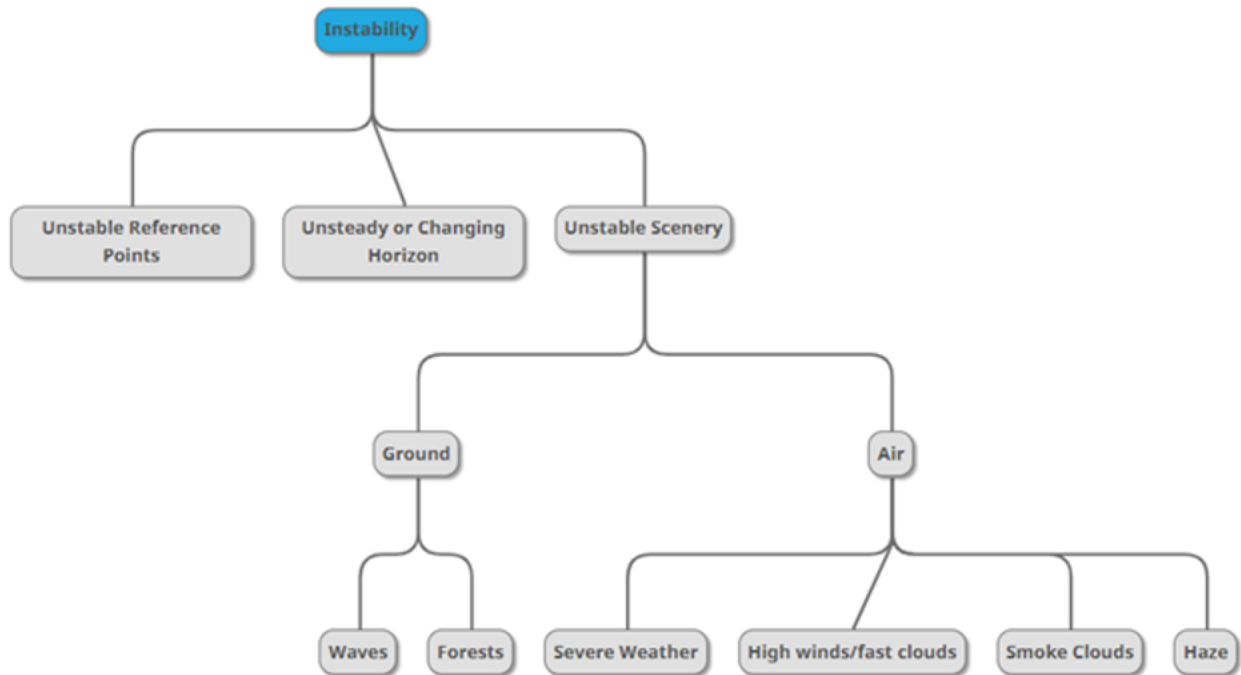 Instability
Unstable Reference
Points
Unsteady or Changing
Horizon
Unstable Scenery
Ground
Air
Waves
Forests
Severe Weather
High winds/fast clouds
Smoke Clouds
Haze